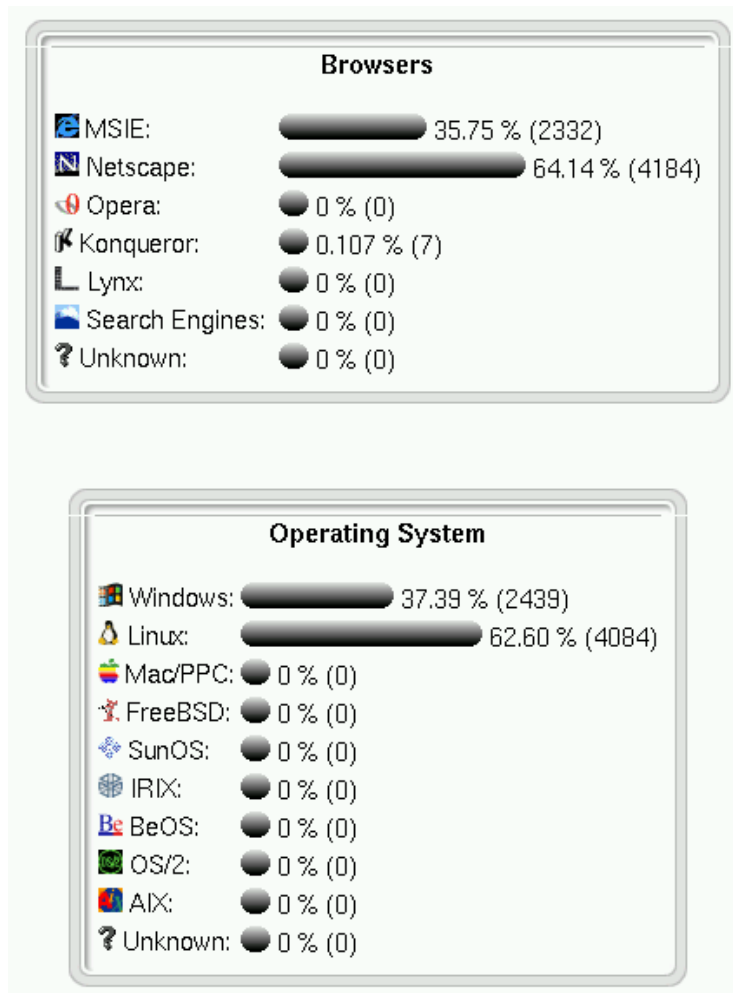 Browsers
MSIE: 35.75 % (2332)
Netscape: 64.14 % (4184)
Opera: 0 % (0)
Konqueror: 0.107 % (7)
Lynx: 0 % (0)
Search Engines: 0 % (0)
Unknown: 0 % (0)
Operating System
Windows: 37.39 % (2439)
Linux: 62.60 % (4084)
Mac/PPC: 0 % (0)
FreeBSD: 0 % (0)
SunOS: 0 % (0)
IRIX: 0 % (0)
Be BeOS: 0 % (0)
OS/2: 0 % (0)
AIX: 0 % (0)
Unknown: 0 % (0)